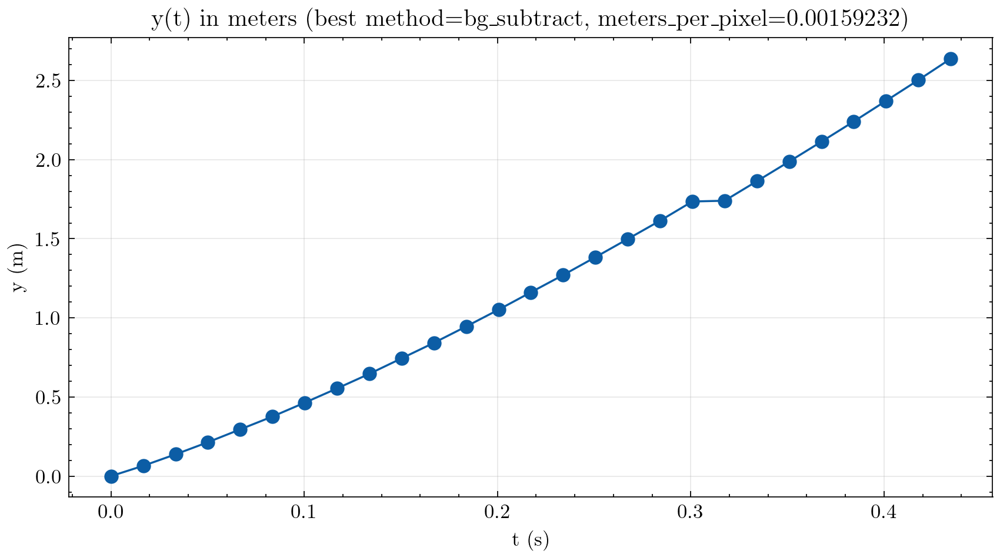 y(t) in meters (best method=bg_subtract, meters_per_pixel=0.00159232)
y (m)
2.5
2.0
1.5
1.0
0.5
0.0
0.0 0.1 0.2 0.3 0.4
t (s)